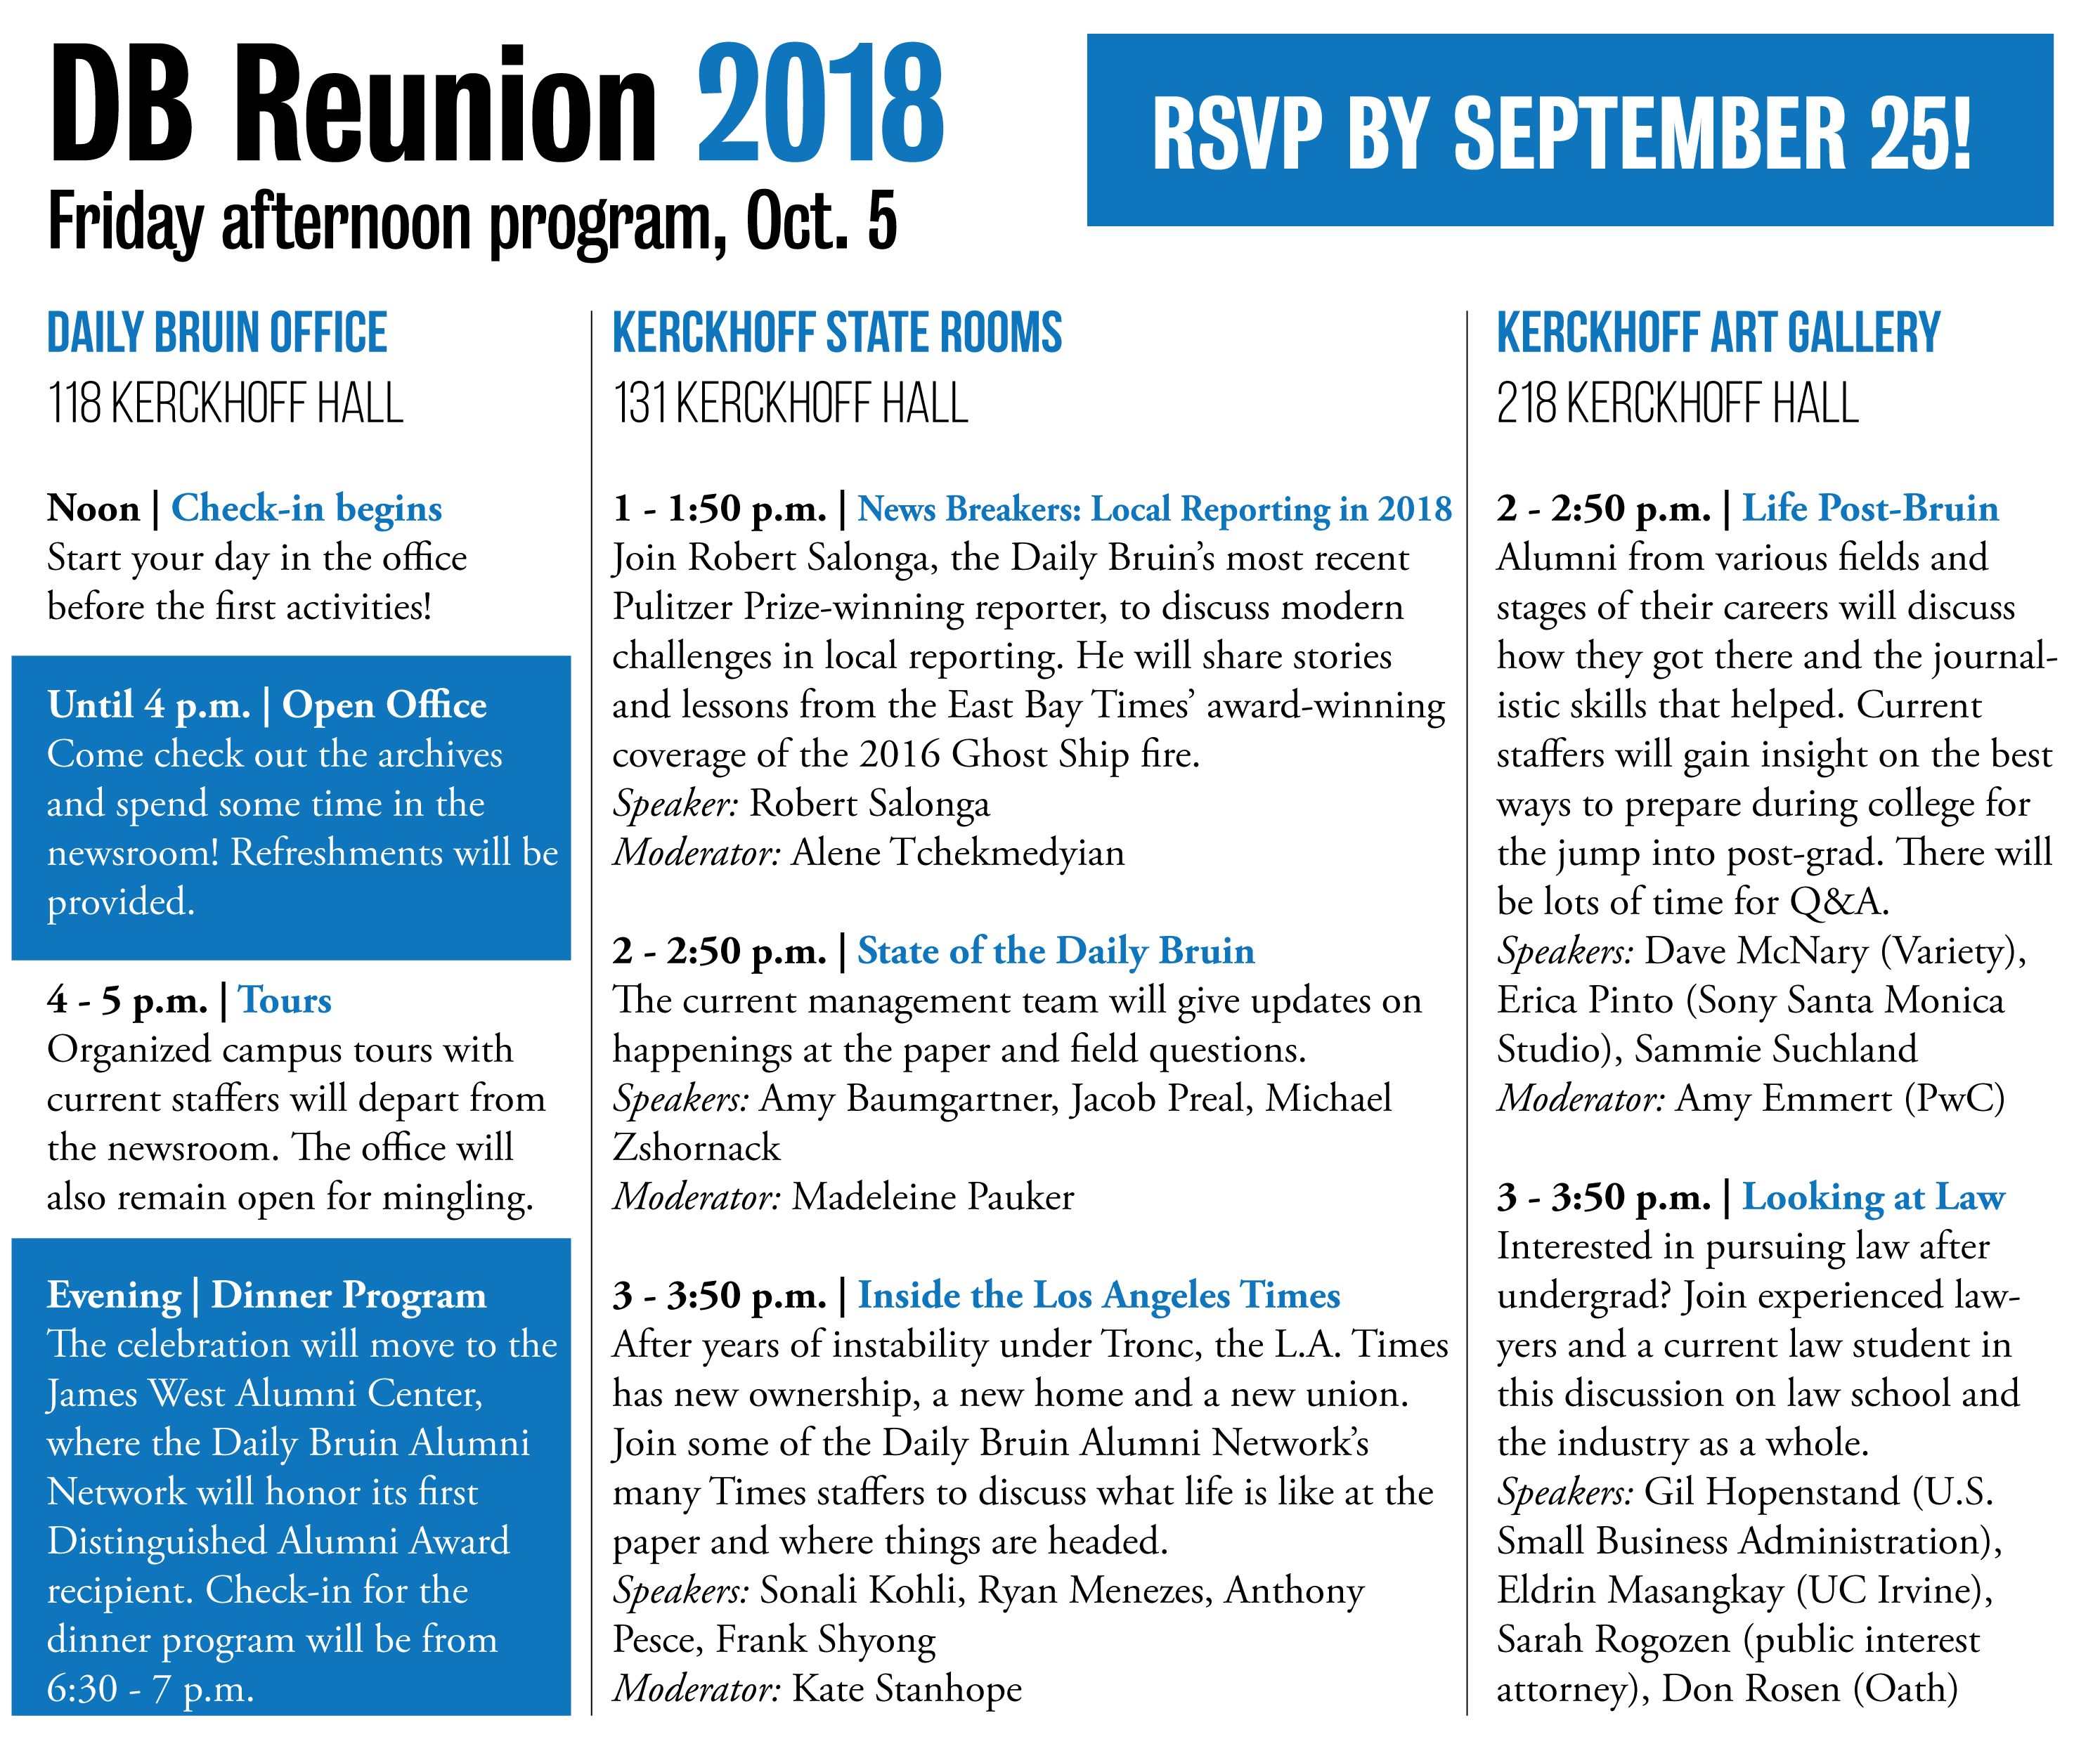 DB Reunion 2018
Friday afternoon program, Oct. 5
RSVP BY SEPTEMBER 25!
DAILY BRUIN OFFICE
118 KERCKHOFF HALL
Noon | Check-in begins
Start your day in the office
before the first activities!
Until 4 p.m. | Open Office
Come check out the archives
and spend some time in the
newsroom! Refreshments will be
provided.
4 - 5 p.m. | Tours
Organized campus tours with
current staffers will depart from
the newsroom. The office will
also remain open for mingling.
Evening | Dinner Program
The celebration will move to the
James West Alumni Center,
where the Daily Bruin Alumni
Network will honor its first
Distinguished Alumni Award
recipient. Check-in for the
dinner program will be from
6:30 - 7 p.m.
KERCKHOFF STATE ROOMS
131 KERCKHOFF HALL
1 - 1:50 p.m. | News Breakers: Local Reporting in 2018
Join Robert Salonga, the Daily Bruin’s most recent
Pulitzer Prize-winning reporter, to discuss modern
challenges in local reporting. He will share stories
and lessons from the East Bay Times’ award-winning
coverage of the 2016 Ghost Ship fire.
Speaker: Robert Salonga
Moderator: Alene Tchekmedyian
2 - 2:50 p.m. | State of the Daily Bruin
The current management team will give updates on
happenings at the paper and field questions.
Speakers: Amy Baumgartner, Jacob Preal, Michael
Zshornack
Moderator: Madeleine Pauker
3 - 3:50 p.m. | Inside the Los Angeles Times
After years of instability under Tronc, the L.A. Times
has new ownership, a new home and a new union.
Join some of the Daily Bruin Alumni Network’s
many Times staffers to discuss what life is like at the
paper and where things are headed.
Speakers: Sonali Kohli, Ryan Menezes, Anthony
Pesce, Frank Shyong
Moderator: Kate Stanhope
KERCKHOFF ART GALLERY
218 KERCKHOFF HALL
2 - 2:50 p.m. | Life Post-Bruin
Alumni from various fields and
stages of their careers will discuss
how they got there and the journal-
istic skills that helped. Current
staffers will gain insight on the best
ways to prepare during college for
the jump into post-grad. There will
be lots of time for Q&A.
Speakers: Dave McNary (Variety),
Erica Pinto (Sony Santa Monica
Studio), Sammie Suchland
Moderator: Amy Emmert (PwC)
3 - 3:50 p.m. | Looking at Law
Interested in pursuing law after
undergrad? Join experienced law-
yers and a current law student in
this discussion on law school and
the industry as a whole.
Speakers: Gil Hopenstand (U.S.
Small Business Administration),
Eldrin Masangkay (UC Irvine),
Sarah Rogozen (public interest
attorney), Don Rosen (Oath)